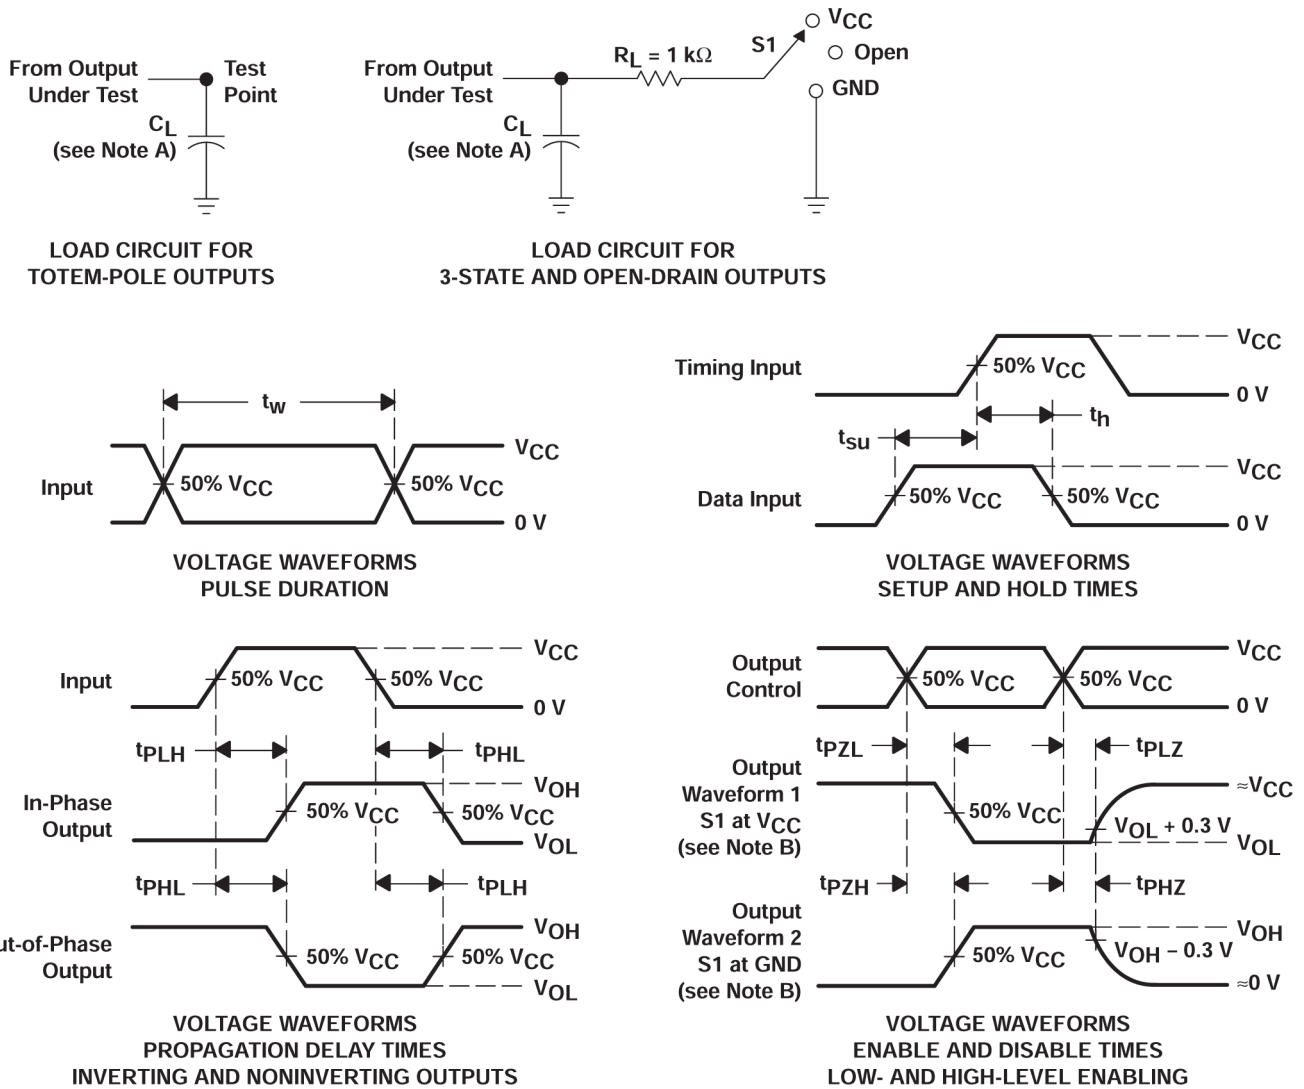 From Output
Under Test
Test
Point
CL
(see Note A)
LOAD CIRCUIT FOR
TOTEM-POLE OUTPUTS
From Output
Under Test
RL = 1 kΩ
S1
VCC
Open
GND
CL
(see Note A)
LOAD CIRCUIT FOR
3-STATE AND OPEN-DRAIN OUTPUTS
tw
Input
50% VCC
50% VCC
VCC
0 V
VOLTAGE WAVEFORMS
PULSE DURATION
Timing Input
50% VCC
VCC
0 V
tsu
th
Data Input
50% VCC
50% VCC
VCC
0 V
VOLTAGE WAVEFORMS
SETUP AND HOLD TIMES
Input
50% VCC
50% VCC
VCC
0 V
tPLH
tPHL
In-Phase
Output
50% VCC
50% VCC
VOH
VOL
tPHL
tPLH
ut-of-Phase
Output
50% VCC
50% VCC
VOH
VOL
VOLTAGE WAVEFORMS
PROPAGATION DELAY TIMES
INVERTING AND NONINVERTING OUTPUTS
Output
Control
50% VCC
50% VCC
VCC
0 V
tPZL
tPLZ
Output
Waveform 1
S1 at VCC
(see Note B)
50% VCC
VOL + 0.3 V
≈VCC
VOL
tPZH
tPHZ
Output
Waveform 2
S1 at GND
(see Note B)
50% VCC
VOH − 0.3 V
VOH
≈0 V
VOLTAGE WAVEFORMS
ENABLE AND DISABLE TIMES
LOW- AND HIGH-LEVEL ENABLING